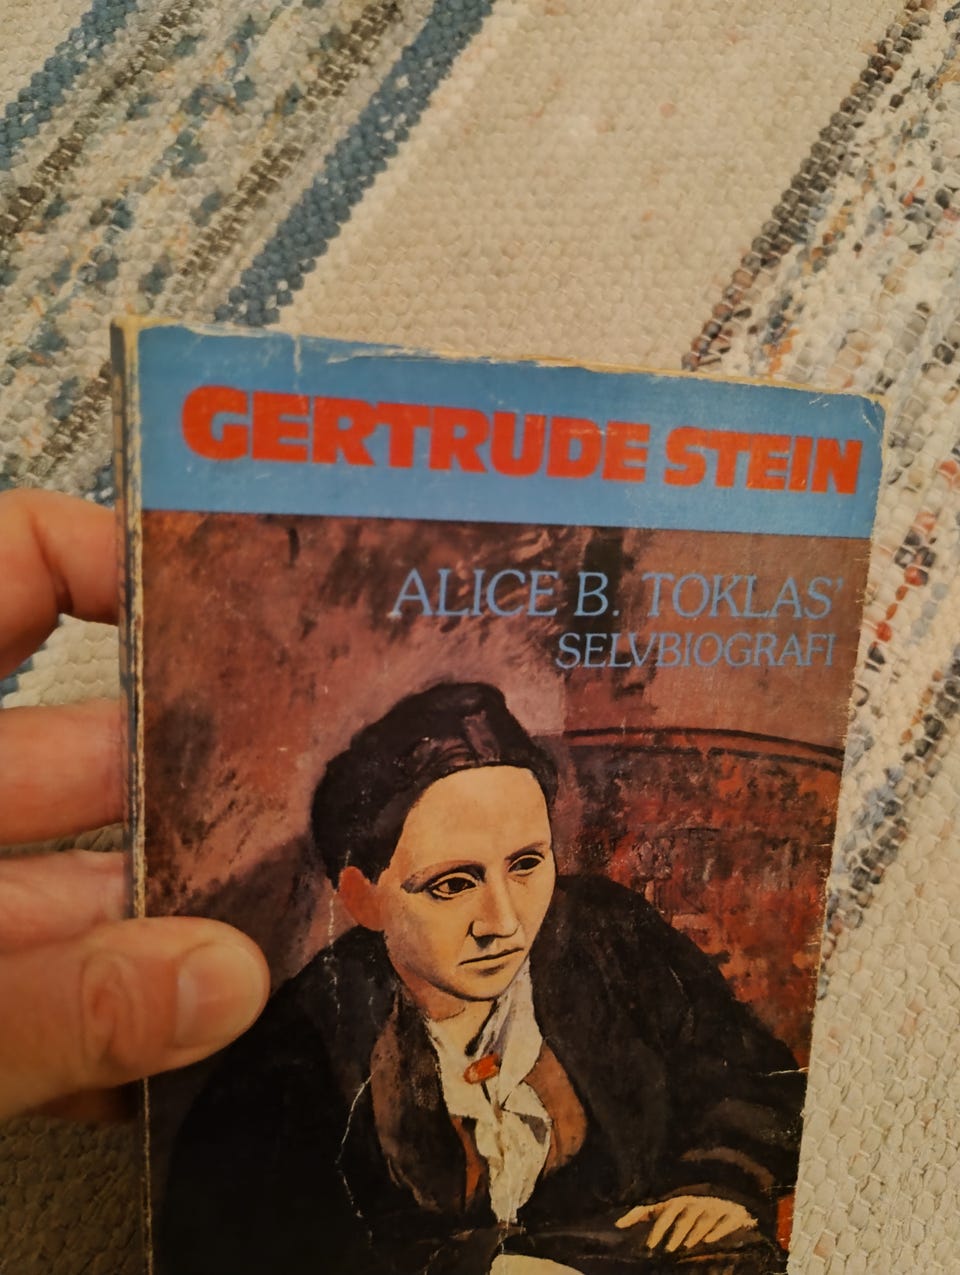 GERTRUDE STEIN
ALICE B. TOKLAS'
SELVBIOGRAFI